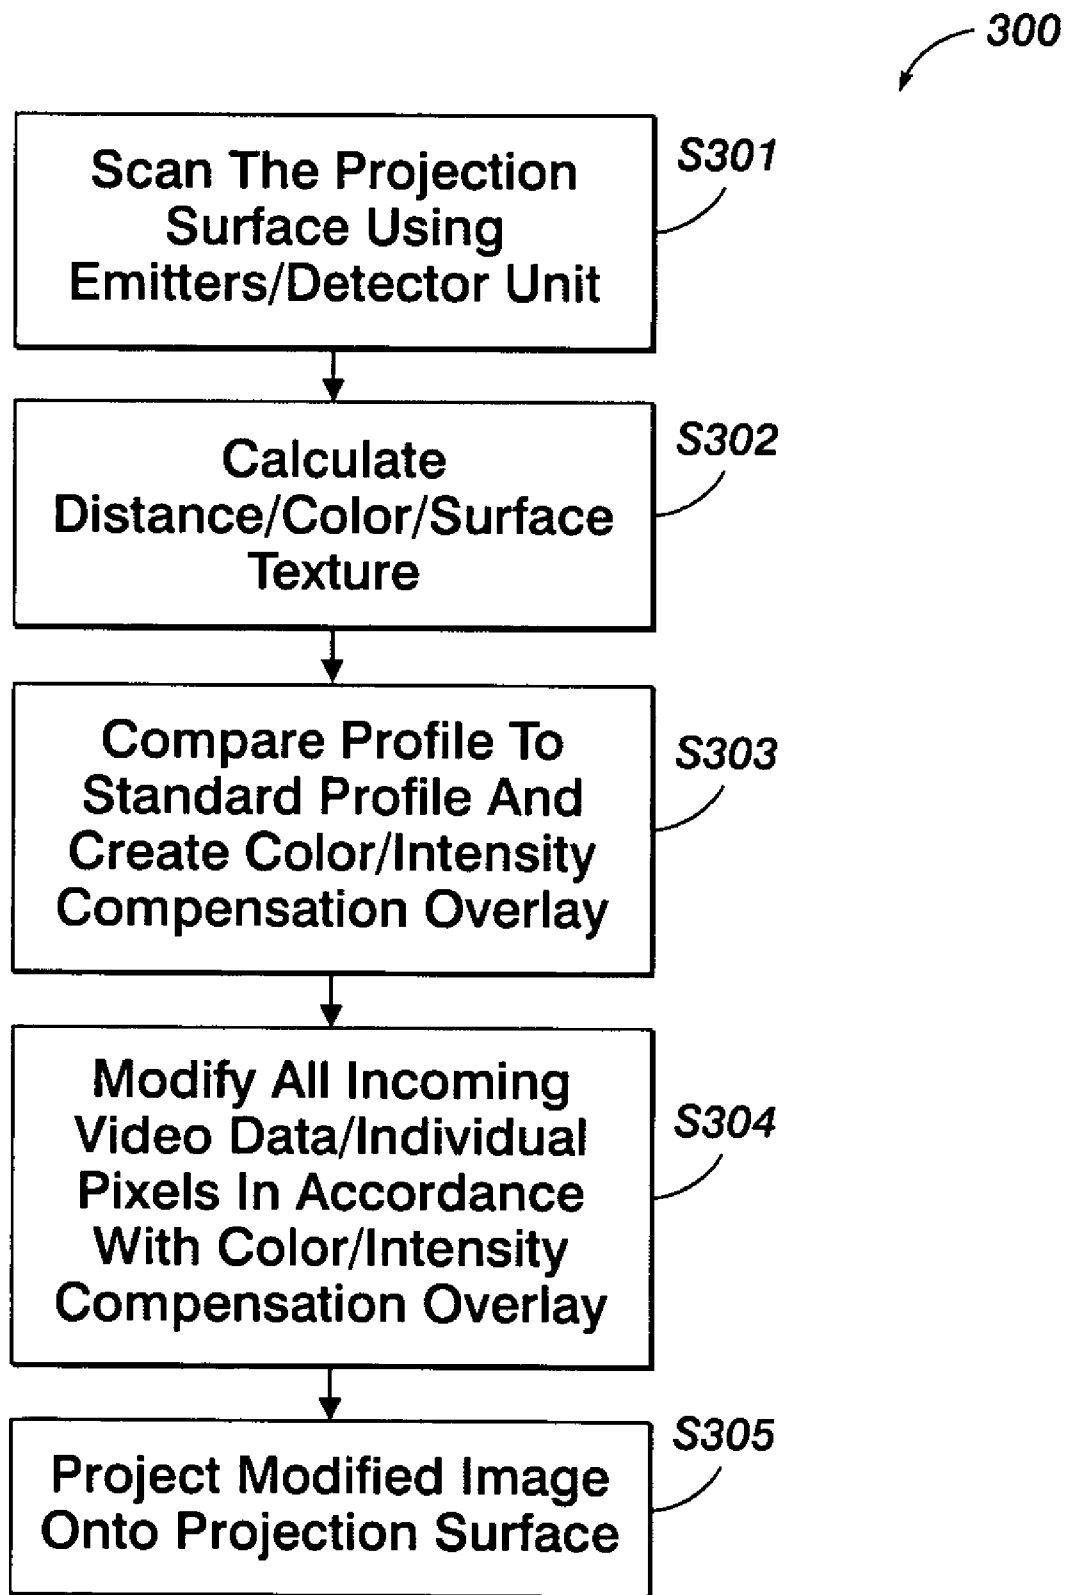 300
Scan The Projection
Surface Using
Emitters/Detector Unit
S301
Calculate
Distance/Color/Surface
Texture
S302
Compare Profile To
Standard Profile And
Create Color/Intensity
Compensation Overlay
S303
Modify All Incoming
Video Data/Individual
Pixels In Accordance
With Color/Intensity
Compensation Overlay
S304
Project Modified Image
Onto Projection Surface
S305